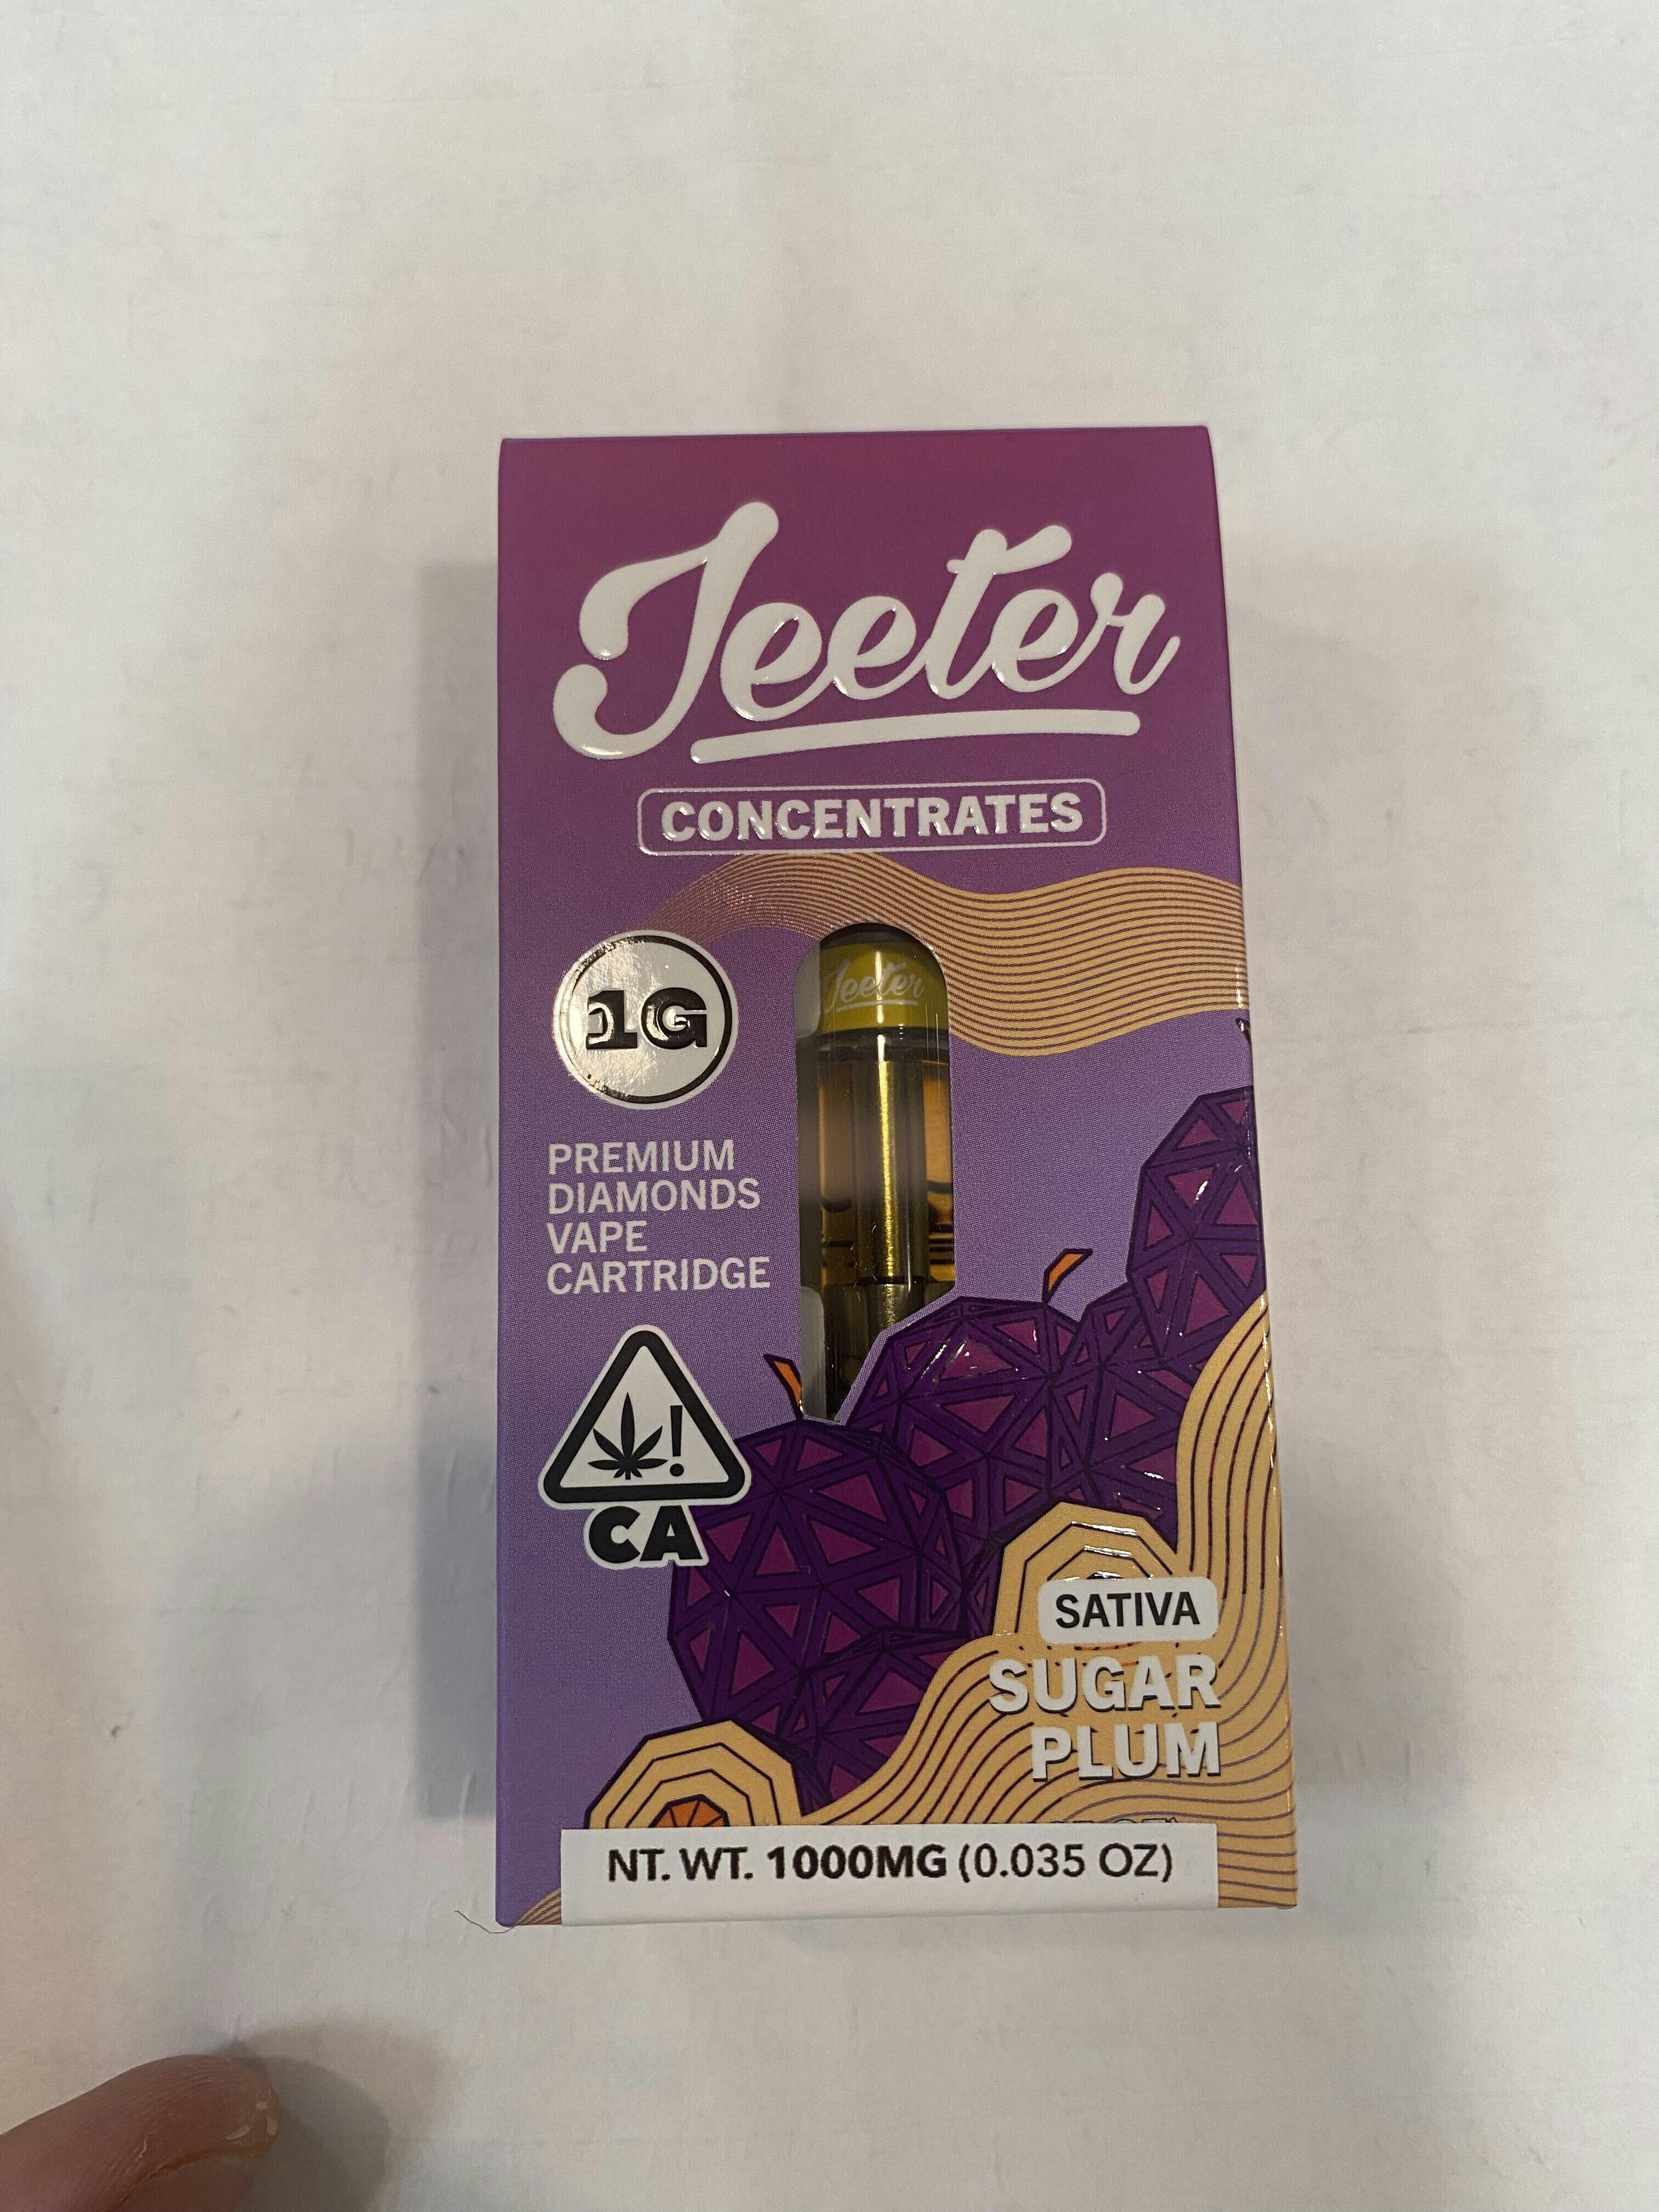 Jeeter
CONCENTRATES
Jeeter
1G
PREMIUM
DIAMONDS
VAPE
CARTRIDGE
CA
SATIVA
SUGAR
PLUM
NT. WT. 1000MG (0.035 OZ)